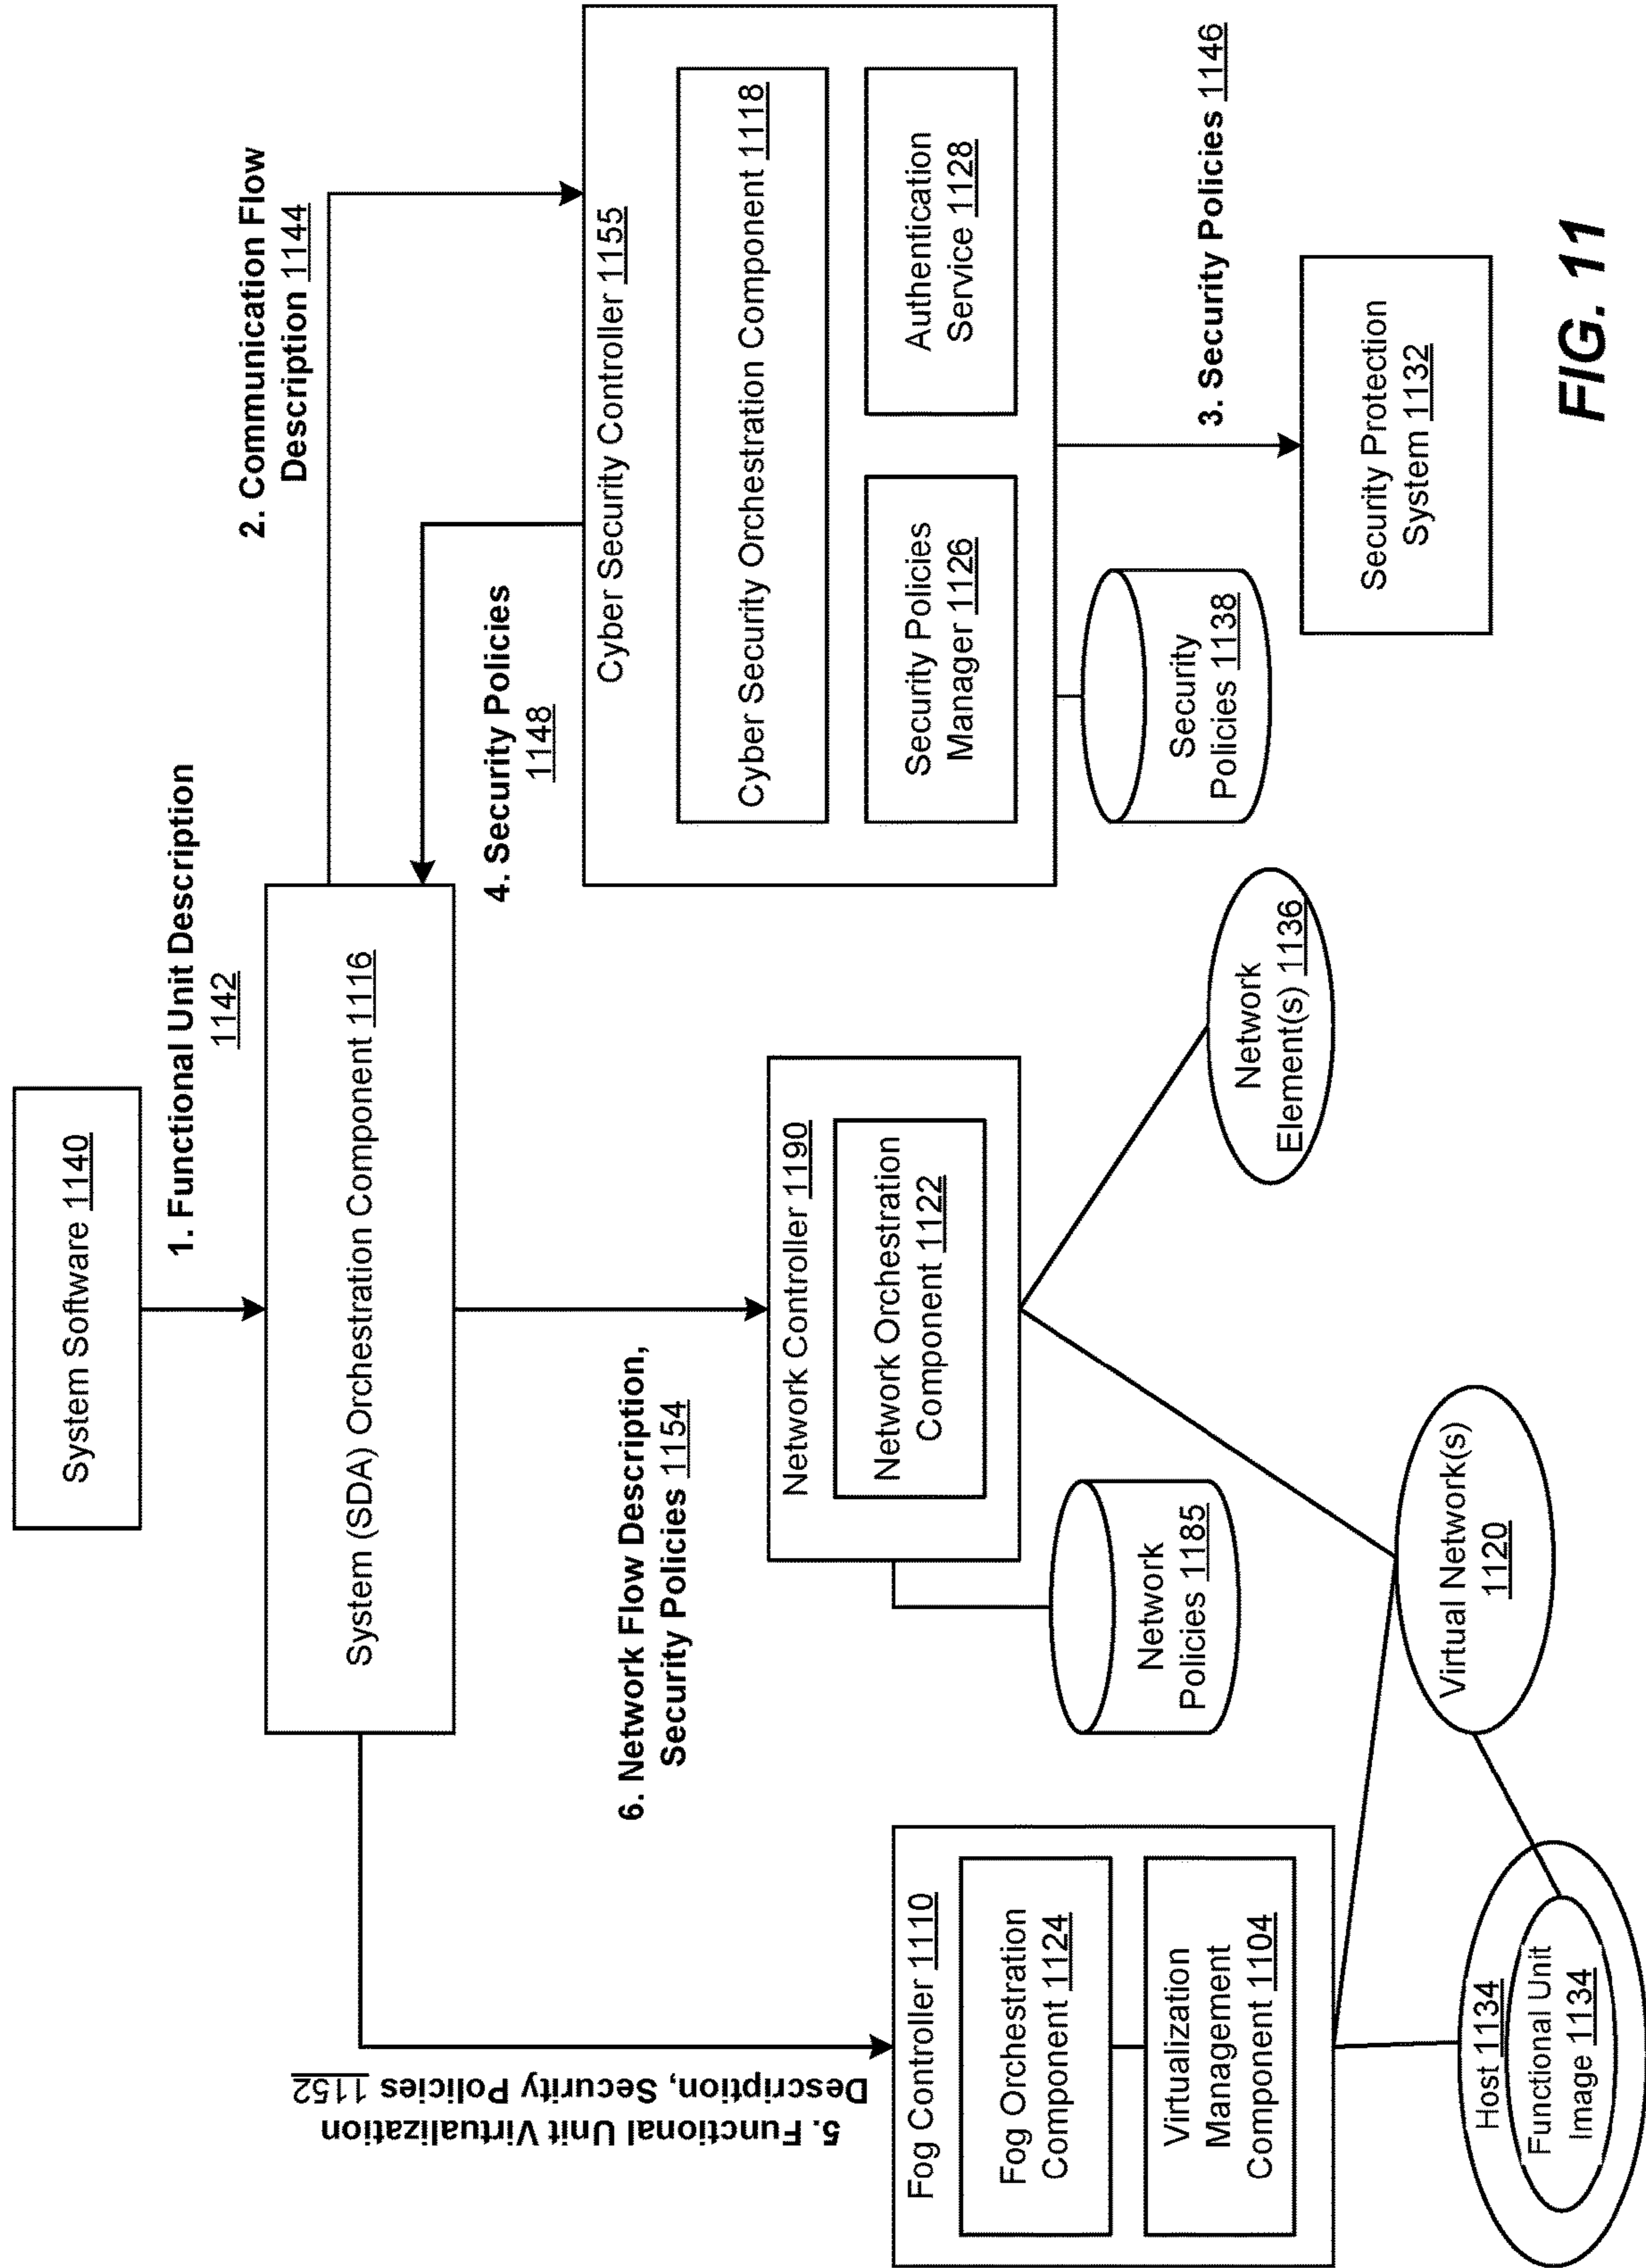 System Software 1140
1. Functional Unit Description
1142
System (SDA) Orchestration Component 1116
2. Communication Flow
Description 1144
4. Security Policies
1148
Cyber Security Controller 1155
Cyber Security Orchestration Component 1118
Security Policies
Manager 1126
Authentication
Service 1128
Security
Policies 1138
3. Security Policies 1146
Security Protection
System 1132
6. Network Flow Description,
Security Policies 1154
Network Controller 1190
Network Orchestration
Component 1122
Network
Policies 1185
Network
Element(s) 1136
5. Functional Unit Virtualization
Description, Security Policies 1152
Fog Controller 1110
Fog Orchestration
Component 1124
Virtualization
Management
Component 1104
Virtual Network(s)
1120
Host 1134
Functional Unit
Image 1134
FIG. 11